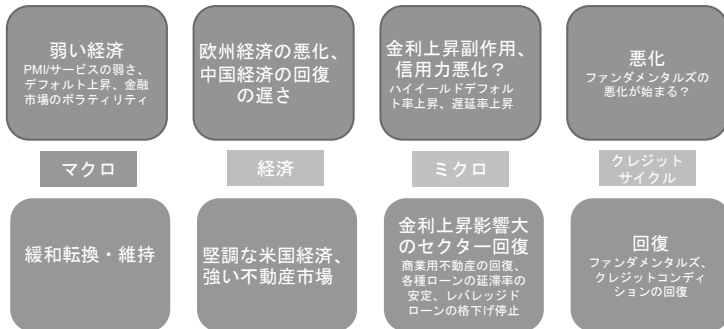 弱い経済
PMI/サービスの弱さ、
デフォルト上昇、金融
市場のボラティリティ
欧州経済の悪化、
中国経済の回復
の遅さ
金利上昇副作用、
信用力悪化？
ハイイールドデフォル
ト率上昇、遅延率上昇
悪化
ファンダメンタルズの
悪化が始まる？
マクロ
経済
ミクロ
クレジット
サイクル
緩和転換・維持
堅調な米国経済、
強い不動産市場
金利上昇影響大
のセクター回復
商業用不動産の回復、
各種ローンの延滞率の
安定、レバレッジド
ローンの格下げ停止
回復
ファンダメンタルズ、
クレジットコンディ
ションの回復